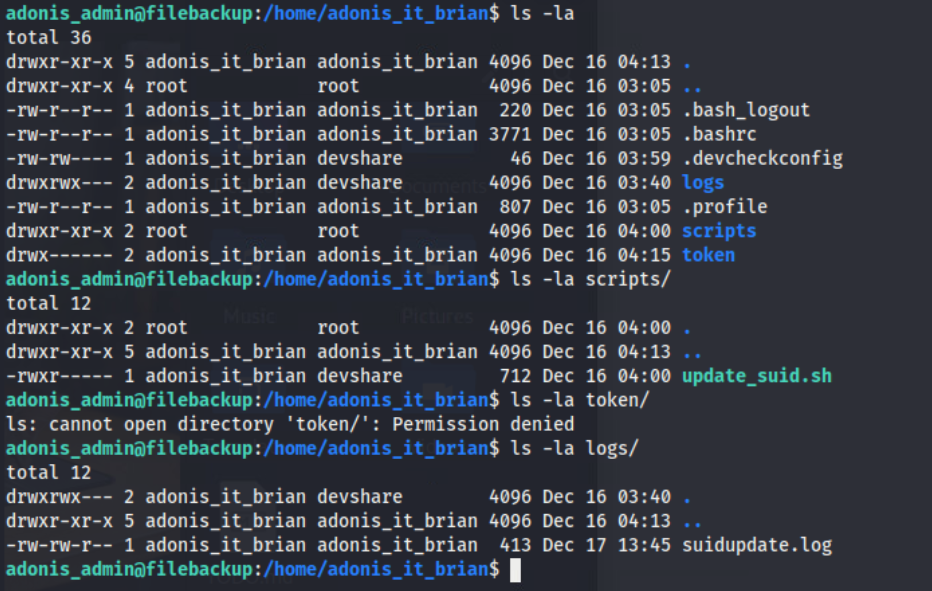 adonis_admin@filebackup:/home/adonis_it_brian$ ls -la
total 36
drwxr-xr-x 5 adonis_it_brian adonis_it_brian 4096 Dec 16 04:13 .
drwxr-xr-x 4 root            root            4096 Dec 16 03:05 ..
-rw-r--r-- 1 adonis_it_brian adonis_it_brian  220 Dec 16 03:05 .bash_logout
-rw-r--r-- 1 adonis_it_brian adonis_it_brian 3771 Dec 16 03:05 .bashrc
-rw-rw---- 1 adonis_it_brian devshare          46 Dec 16 03:59 .devcheckconfig
drwxrwx--- 2 adonis_it_brian devshare        4096 Dec 16 03:40 logs
-rw-r--r-- 1 adonis_it_brian adonis_it_brian  807 Dec 16 03:05 .profile
drwxr-xr-x 2 root            root            4096 Dec 16 04:00 scripts
drwx------ 2 adonis_it_brian adonis_it_brian 4096 Dec 16 04:15 token
adonis_admin@filebackup:/home/adonis_it_brian$ ls -la scripts/
total 12
drwxr-xr-x 2 root            root            4096 Dec 16 04:00 .
drwxr-xr-x 5 adonis_it_brian adonis_it_brian 4096 Dec 16 04:13 ..
-rwxr----- 1 adonis_it_brian devshare         712 Dec 16 04:00 update_suid.sh
adonis_admin@filebackup:/home/adonis_it_brian$ ls -la token/
ls: cannot open directory 'token/': Permission denied
adonis_admin@filebackup:/home/adonis_it_brian$ ls -la logs/
total 12
drwxrwx--- 2 adonis_it_brian devshare        4096 Dec 16 03:40 .
drwxr-xr-x 5 adonis_it_brian adonis_it_brian 4096 Dec 16 04:13 ..
-rw-rw-r-- 1 adonis_it_brian adonis_it_brian  413 Dec 17 13:45 suidupdate.log
adonis_admin@filebackup:/home/adonis_it_brian$
Music
Pictures